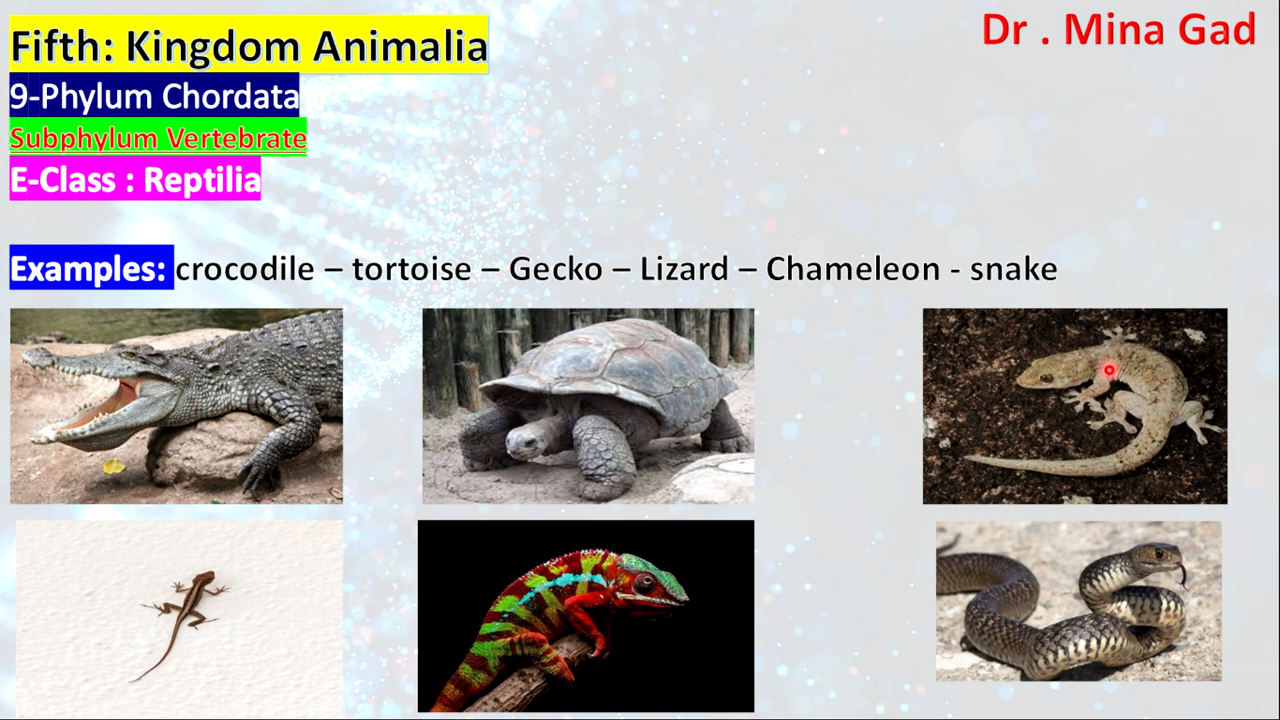 Fifth: Kingdom Animalia
Dr . Mina Gad
9-Phylum Chordata
Subphylum Vertebrate
E-Class : Reptilia
Examples: crocodile – tortoise – Gecko – Lizard – Chameleon - snake